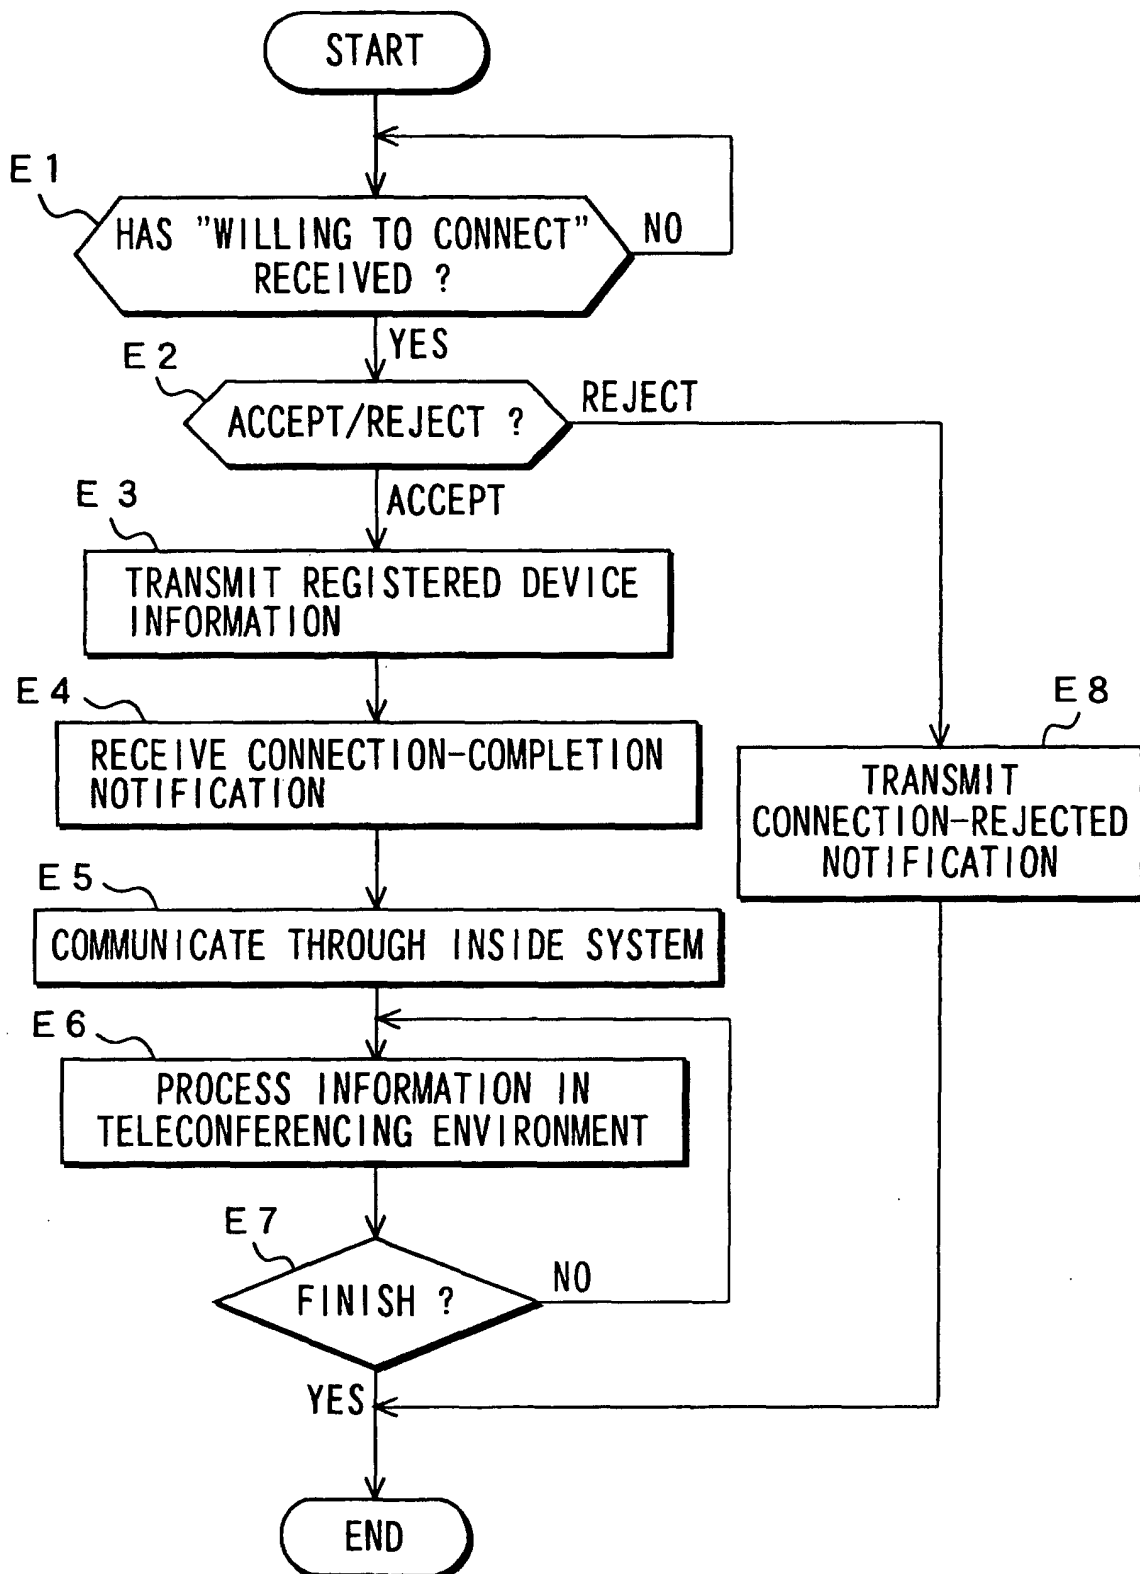 START
E1
HAS "WILLING TO CONNECT"
RECEIVED ?
NO
YES
E2
ACCEPT/REJECT ?
REJECT
ACCEPT
E3
TRANSMIT REGISTERED DEVICE
INFORMATION
E4
RECEIVE CONNECTION-COMPLETION
NOTIFICATION
E8
TRANSMIT
CONNECTION-REJECTED
NOTIFICATION
E5
COMMUNICATE THROUGH INSIDE SYSTEM
E6
PROCESS INFORMATION IN
TELECONFERENCING ENVIRONMENT
E7
FINISH ?
NO
YES
END